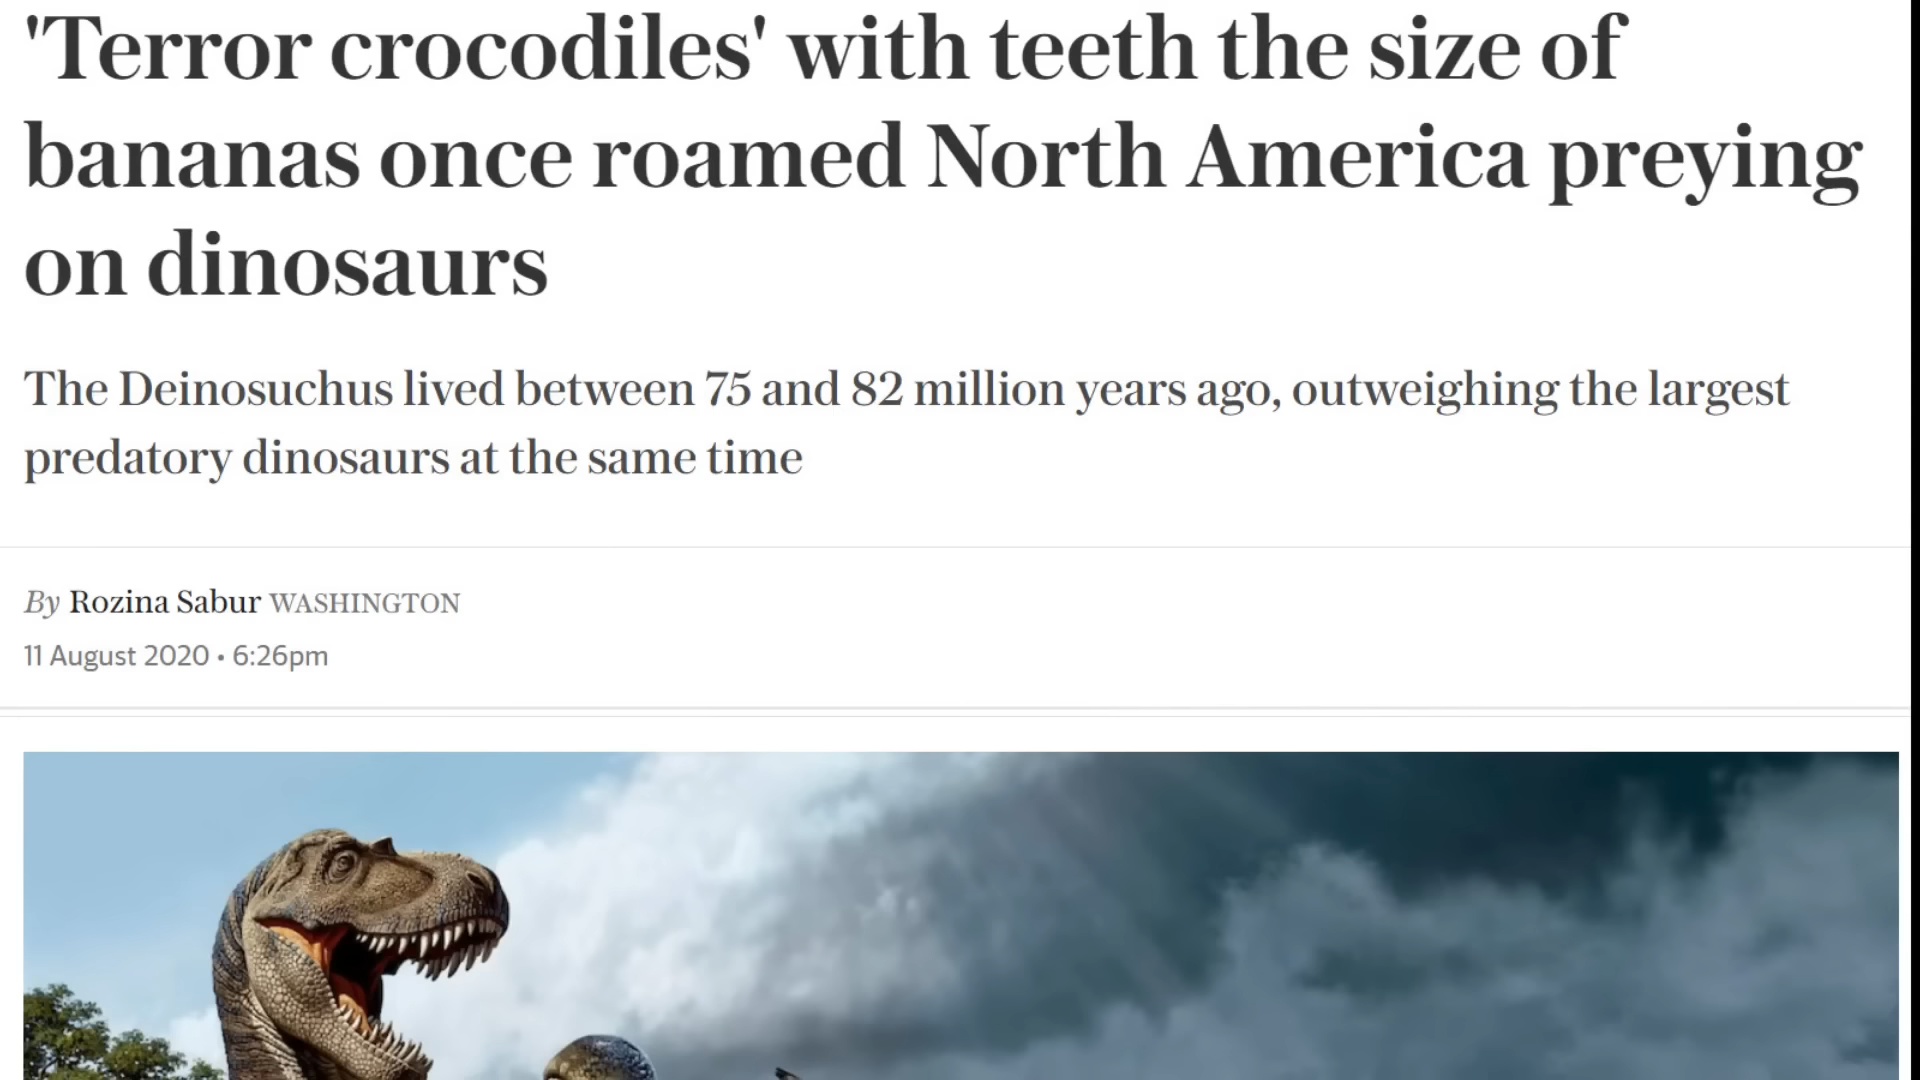 'Terror crocodiles' with teeth the size of
bananas once roamed North America preying
on dinosaurs
The Deinosuchus lived between 75 and 82 million years ago, outweighing the largest
predatory dinosaurs at the same time
By Rozina Sabur WASHINGTON
11 August 2020 • 6:26pm